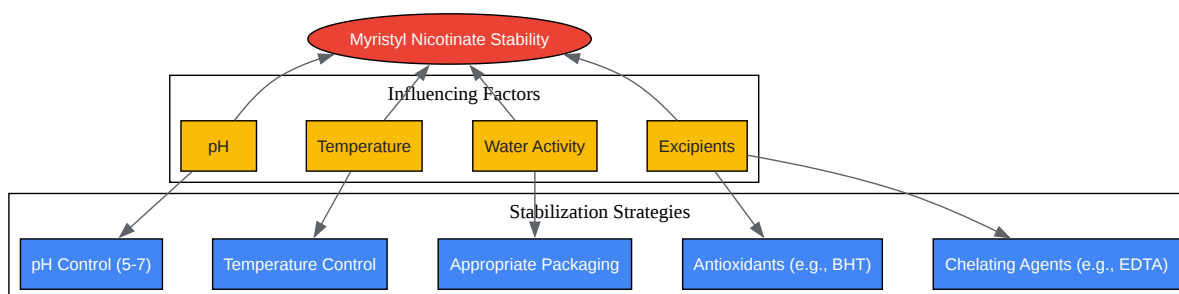 Myristyl Nicotinate Stability
Influencing Factors
pH
Temperature
Water Activity
Excipients
Stabilization Strategies
pH Control (5-7)
Temperature Control
Appropriate Packaging
Antioxidants (e.g., BHT)
Chelating Agents (e.g., EDTA)